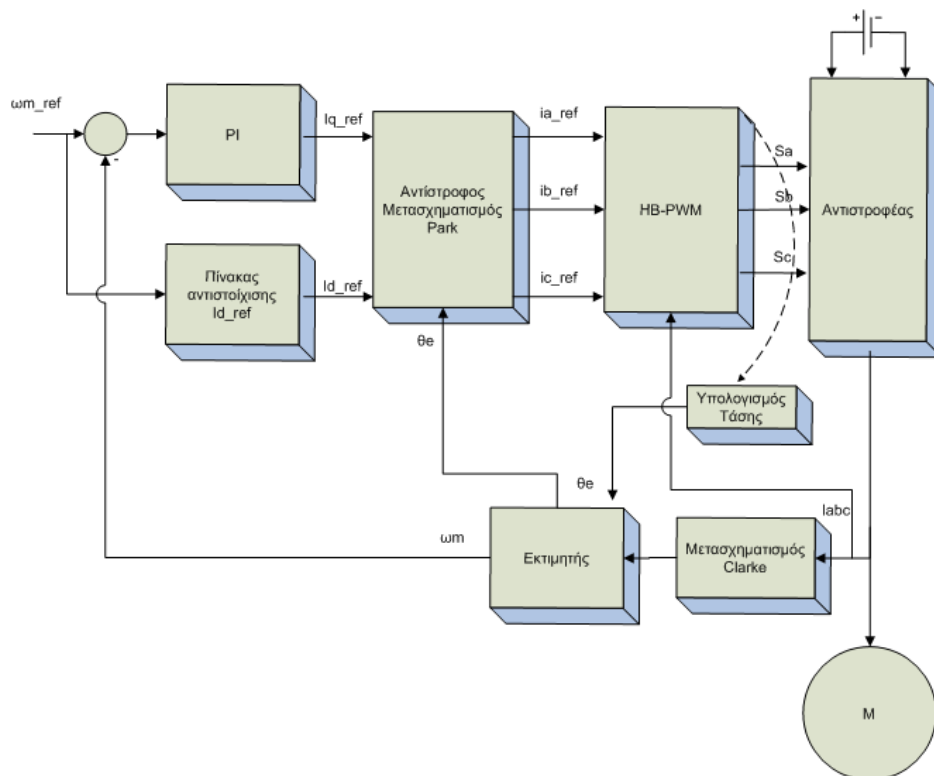 + −
ωm_ref
-
PI
Iq_ref
Αντίστροφος
Μετασχηματισμός
Park
ia_ref
ib_ref
ic_ref
HB-PWM
Sa
Sb
Sc
Αντιστροφέας
Πίνακας
αντιστοίχισης
Id_ref
Id_ref
θe
Υπολογισμός
Τάσης
θe
Iabc
ωm
Εκτιμητής
Μετασχηματισμός
Clarke
M